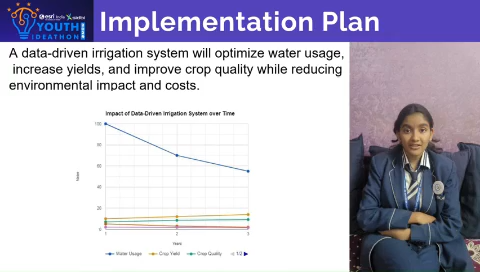 esri India
YOUTH
IDEATHON
Implementation Plan
A data-driven irrigation system will optimize water usage,
increase yields, and improve crop quality while reducing
environmental impact and costs.
Impact of Data-Driven Irrigation System over Time
100
80
60
40
20
0
1
2
3
Years
Water Usage
Crop Yield
Crop Quality
1/2